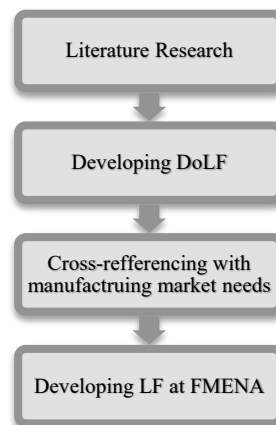 Literature Research
Developing DoLF
Cross-refferencing with
manufactruing market needs
Developing LF at FMENA